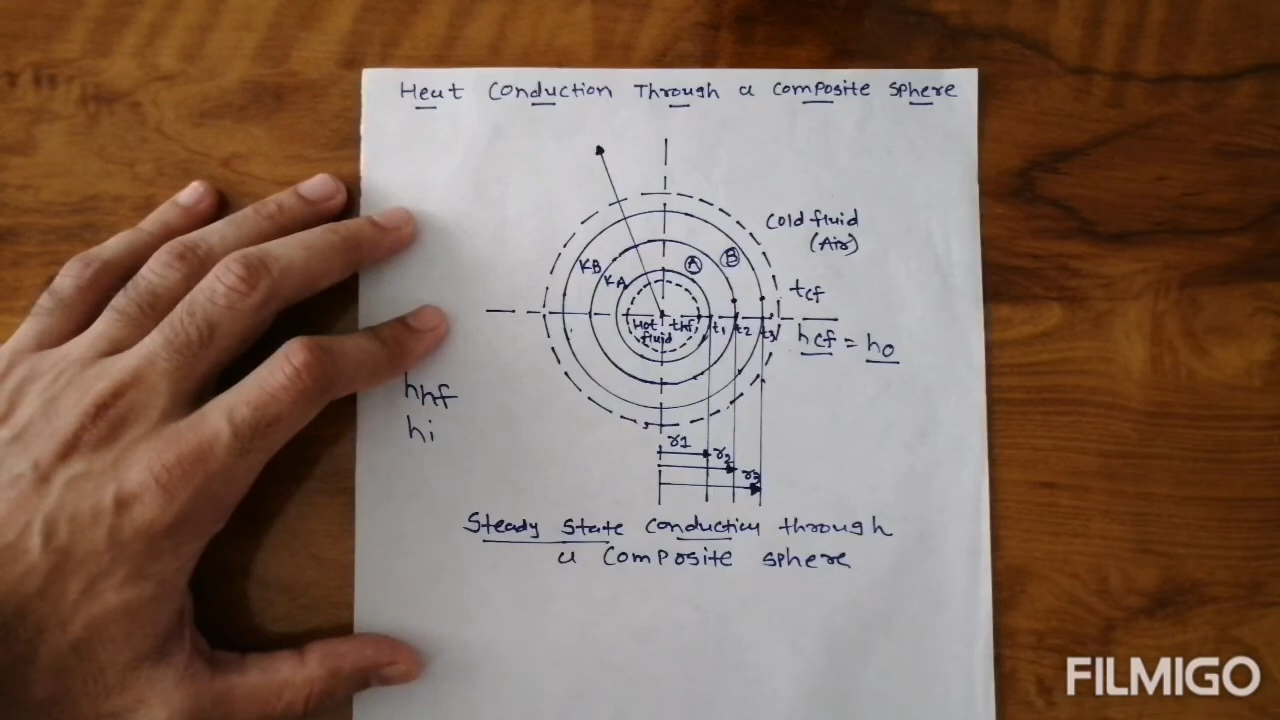 Heat Conduction Through a composite sphere
Cold fluid
(Air)
A
B
KB
KA
tcf
Hot thf
fluid
t1
t2
t3
hcf = ho
hhf
hi
r1
r2
r3
Steady State Conduction through
a Composite sphere
FILMIGO